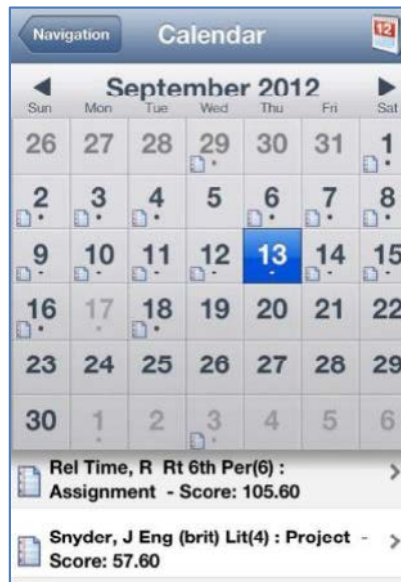 Navigation
Calendar
12
September 2012
Sun Mon Tue Wed Thu Fri Sat
26 27 28 29 30 31 1
2 3 4 5 6 7 8
9 10 11 12 13 14 15
16 17 18 19 20 21 22
23 24 25 26 27 28 29
30 1 2 3 4 5 6
Rel Time, R Rt 6th Per(6) :
Assignment - Score: 105.60
Snyder, J Eng (brit) Lit(4) : Project -
Score: 57.60